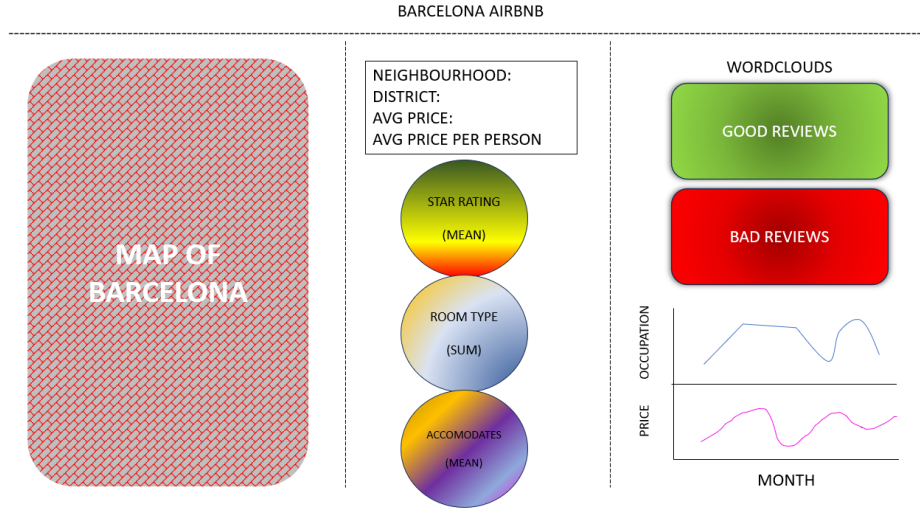 BARCELONA AIRBNB
MAP OF
BARCELONA
NEIGHBOURHOOD:
DISTRICT:
AVG PRICE:
AVG PRICE PER PERSON
STAR RATING
(MEAN)
ROOM TYPE
(SUM)
ACCOMODATES
(MEAN)
WORDCLOUDS
GOOD REVIEWS
BAD REVIEWS
OCCUPATION
PRICE
MONTH